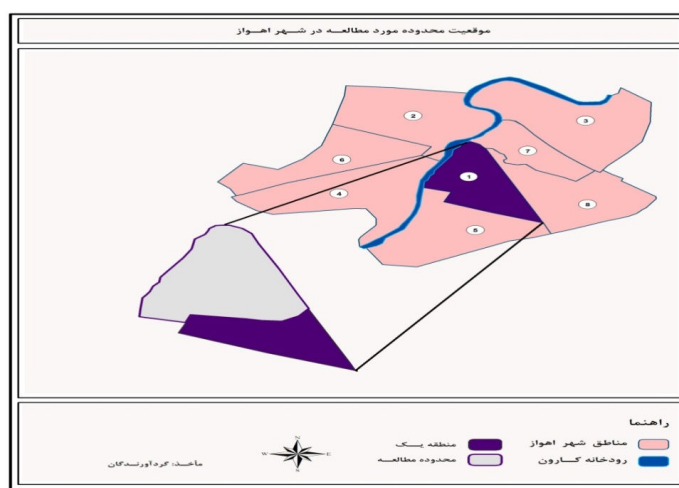 موقعیت محدوده مورد مطالعه در شهر اهواز
2
3
7
6
1
4
8
5
راهنما
مناطق شهر اهواز
منطقه یک
رودخانه کارون
محدوده مطالعه
N
W
E
S
مأخذ: گردآورندگان